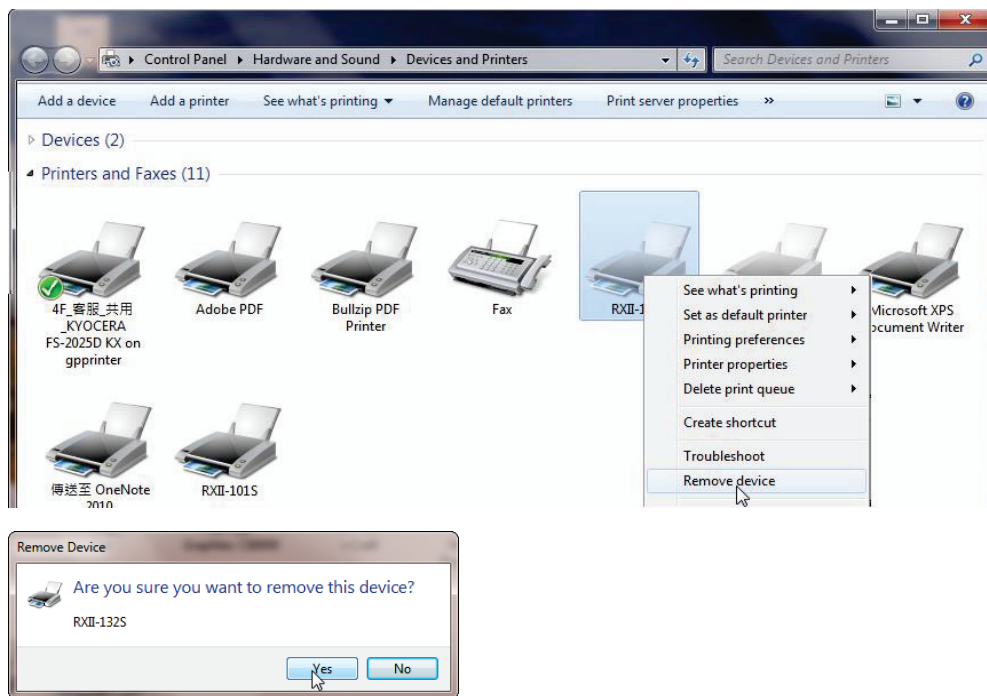 Control Panel ▸ Hardware and Sound ▸ Devices and Printers
Search Devices and Printers
Add a device Add a printer See what's printing Manage default printers Print server properties »
Devices (2)
Printers and Faxes (11)
4F_客服_共用
_KYOCERA
FS-2025D KX on
gpprinter
Adobe PDF
Bullzip PDF
Printer
Fax
RXII-1
Microsoft XPS
ocument Writer
See what's printing
Set as default printer
Printing preferences
Printer properties
Delete print queue
Create shortcut
Troubleshoot
Remove device
傳送至 OneNote
2010
RXII-101S
Remove Device
Are you sure you want to remove this device?
RXII-132S
Yes No